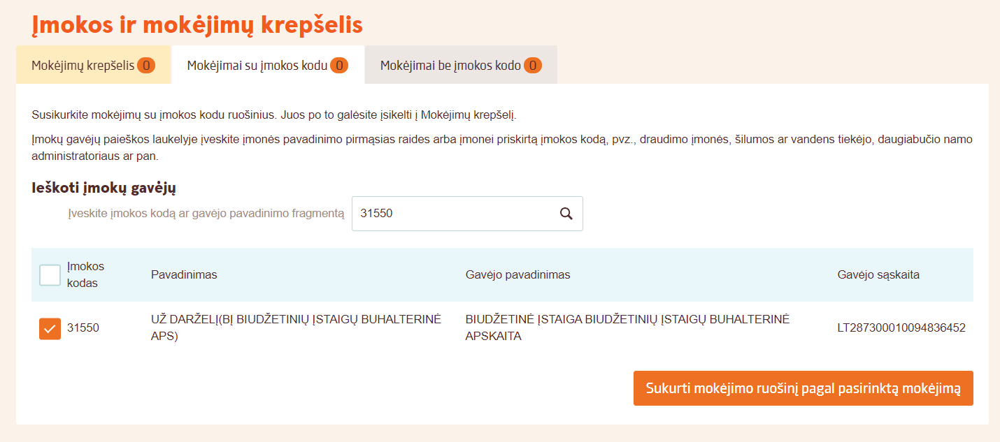 Įmokos ir mokėjimų krepšelis
Mokėjimų krepšelis 0
Mokėjimai su įmokos kodu 0
Mokėjimai be įmokos kodo 0
Susikurkite mokėjimų su įmokos kodu ruošinius. Juos po to galėsite įsikelti į Mokėjimų krepšelį.
Įmokų gavėjų paieškos laukelyje įveskite įmonės pavadinimo pirmąsias raides arba įmonei priskirtą įmokos kodą, pvz., draudimo įmonės, šilumos ar vandens tiekėjo, daugiabučio namo
administratoriaus ar pan.
Ieškoti įmokų gavėjų
Įveskite įmokos kodą ar gavėjo pavadinimo fragmentą 31550
Įmokos
kodas
Pavadinimas
Gavėjo pavadinimas
Gavėjo sąskaita
31550
UŽ DARŽELĮ(BĮ BIUDŽETINIŲ ĮSTAIGŲ BUHALTERINĖ
APS)
BIUDŽETINĖ ĮSTAIGA BIUDŽETINIŲ ĮSTAIGŲ BUHALTERINĖ
APSKAITA
LT287300010094836452
Sukurti mokėjimo ruošinį pagal pasirinktą mokėjimą